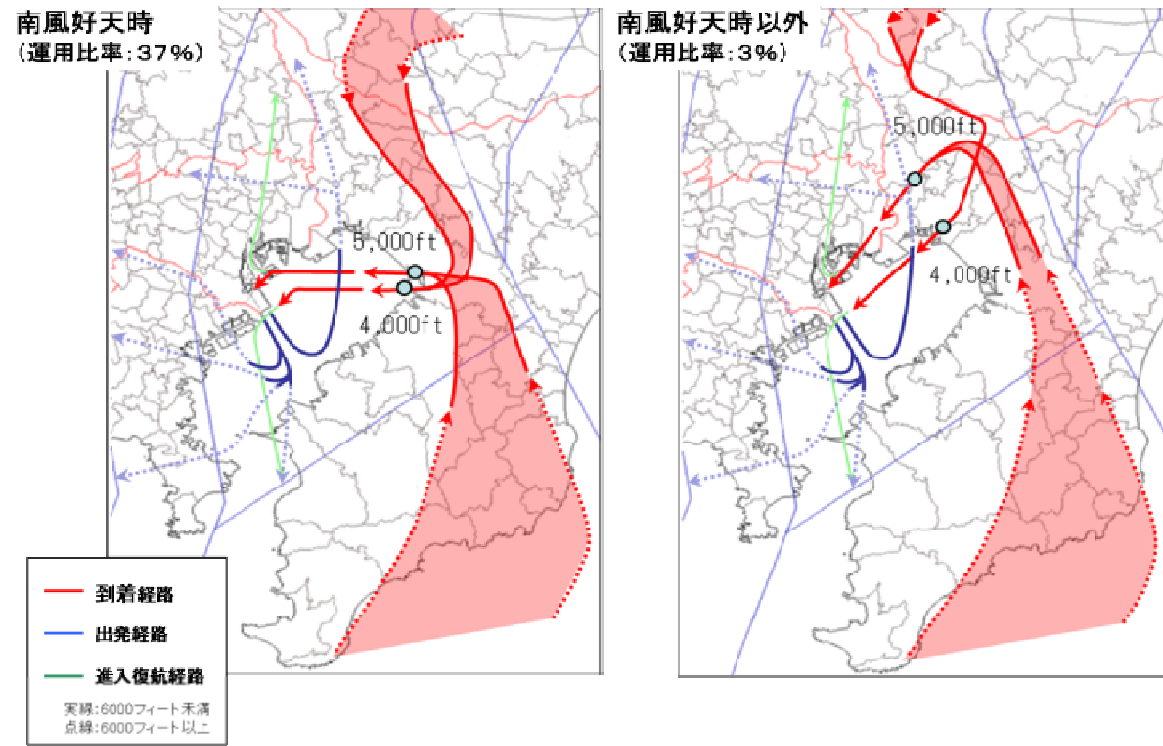 南風好天時
(運用比率:37%)
5,000ft
4,000ft
南風好天時以外
(運用比率:3%)
5,000ft
4,000ft
到着経路
出発経路
進入復航経路
実線:6000フィート未満
点線:6000フィート以上